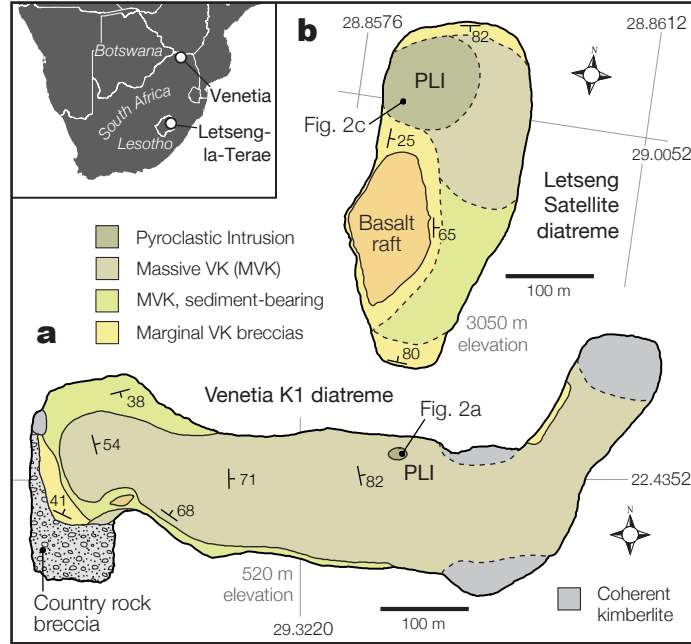 Botswana
South Africa
Lesotho
Venetia
Letseng-
la-Terae
b
28.8576
28.8612
82
N
PLI
Fig. 2c
25
29.0052
Letseng
Satellite
diatreme
Basalt
raft
65
100 m
3050 m
elevation
80
Pyroclastic Intrusion
Massive VK (MVK)
MVK, sediment-bearing
Marginal VK breccias
a
Venetia K1 diatreme
38
Fig. 2a
54
PLI
71
82
22.4352
41
68
N
520 m
elevation
Country rock
breccia
100 m
29.3220
Coherent
kimberlite